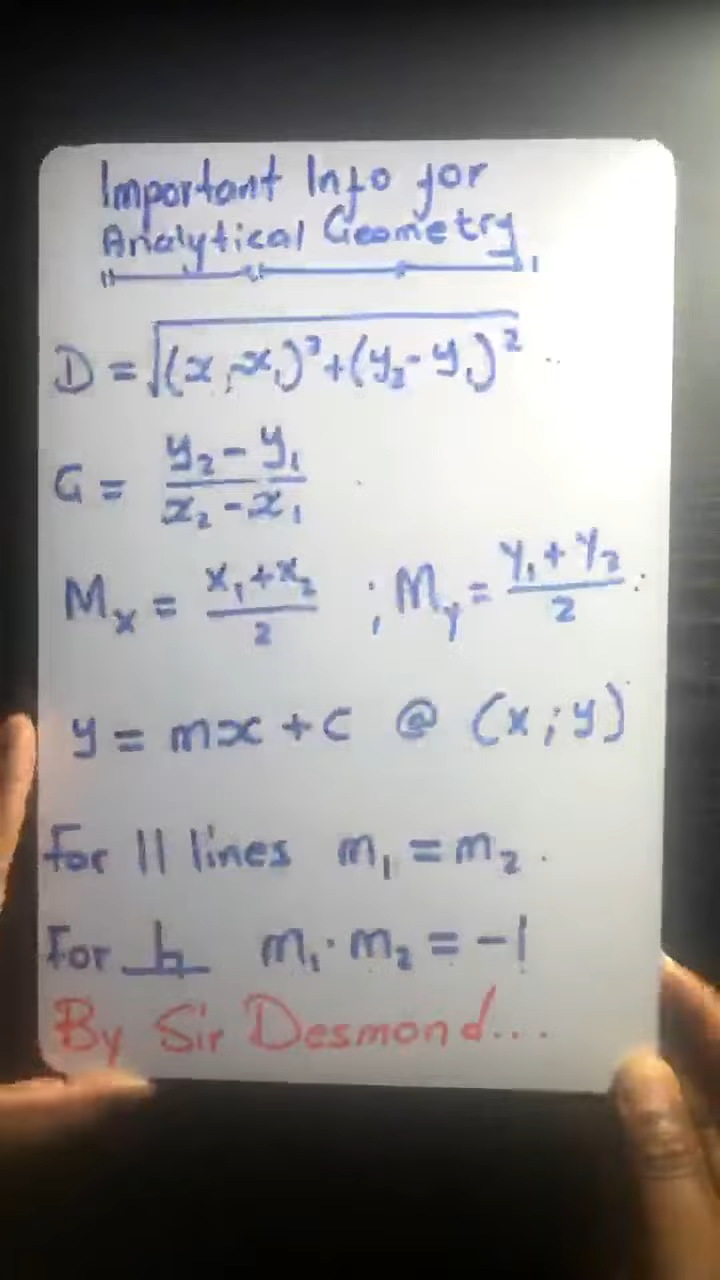 Important Info for
Analytical Geometry
D = √(x₂-x₁)²+(y₂-y₁)²
G = y₂-y₁/x₂-x₁
Mₓ = x₁+x₂/2 ; My = y₁+y₂/2
y = mx + c @ (x;y)
For || lines m₁ = m₂.
For ⊥ m₁·m₂ = -1
By Sir Desmond...